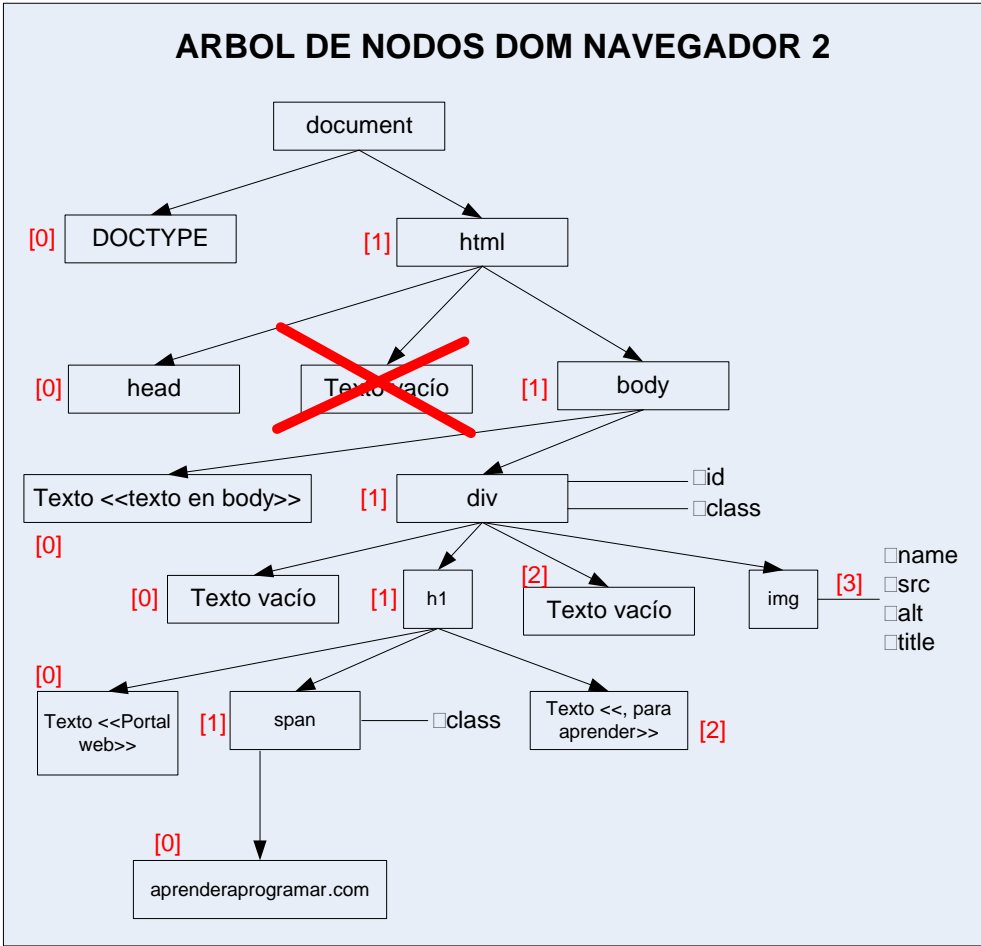 ARBOL DE NODOS DOM NAVEGADOR 2
document
[0]
DOCTYPE
[1]
html
[0]
head
Texto vacío
[1]
body
Texto <<texto en body>>
[0]
[1]
div
□id
□class
[0]
Texto vacío
[1]
h1
[2]
Texto vacío
img
[3]
□name
□src
□alt
□title
[0]
Texto <<Portal
web>>
[1]
span
□class
Texto <<, para
aprender>>
[2]
[0]
aprenderaprogramar.com